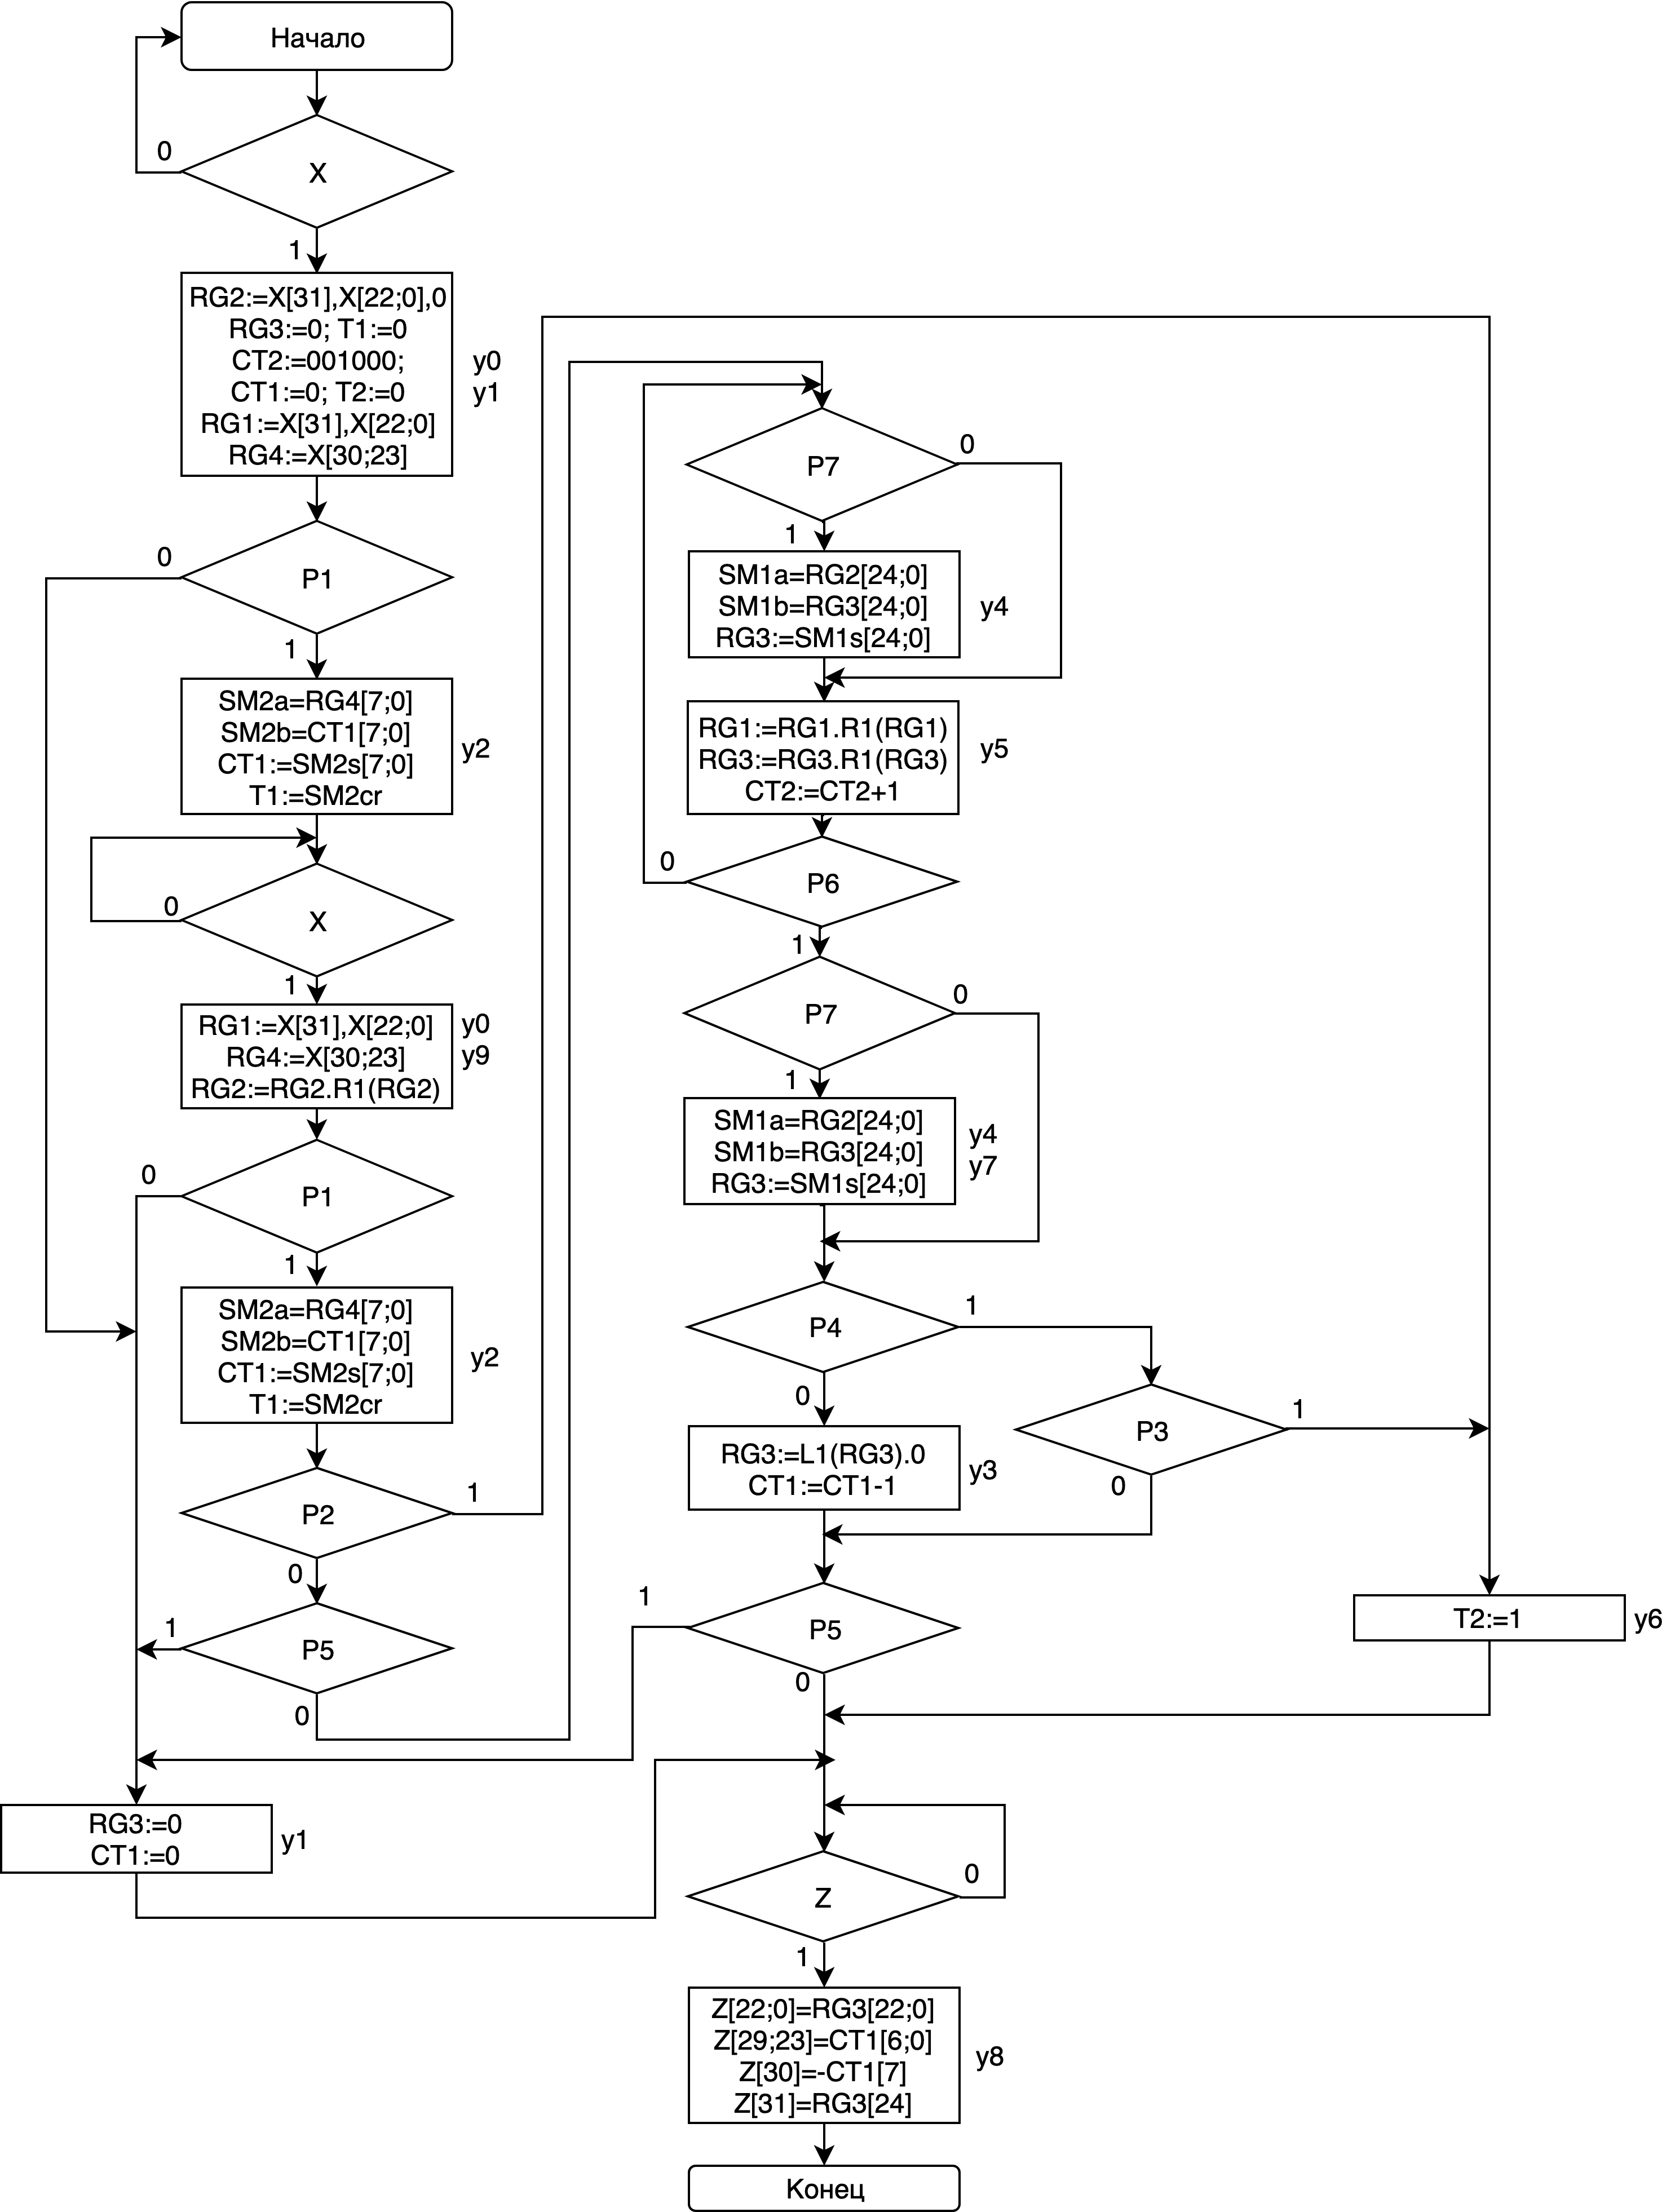 Начало
X
0
1
RG2:=X[31],X[22;0],0
RG3:=0; T1:=0
CT2:=001000;
CT1:=0; T2:=0
RG1:=X[31],X[22;0]
RG4:=X[30;23]
y0
y1
P1
0
1
SM2a=RG4[7;0]
SM2b=CT1[7;0]
CT1:=SM2s[7;0]
T1:=SM2cr
y2
X
0
1
RG1:=X[31],X[22;0]
RG4:=X[30;23]
RG2:=RG2.R1(RG2)
y0
y9
P1
0
1
SM2a=RG4[7;0]
SM2b=CT1[7;0]
CT1:=SM2s[7;0]
T1:=SM2cr
y2
P2
1
0
P5
1
0
RG3:=0
CT1:=0
y1
P7
0
1
SM1a=RG2[24;0]
SM1b=RG3[24;0]
RG3:=SM1s[24;0]
y4
RG1:=RG1.R1(RG1)
RG3:=RG3.R1(RG3)
CT2:=CT2+1
y5
P6
0
1
P7
0
1
SM1a=RG2[24;0]
SM1b=RG3[24;0]
RG3:=SM1s[24;0]
y4
y7
P4
1
0
P3
1
0
RG3:=L1(RG3).0
CT1:=CT1-1
y3
P5
1
0
T2:=1
y6
Z
0
1
Z[22;0]=RG3[22;0]
Z[29;23]=CT1[6;0]
Z[30]=-CT1[7]
Z[31]=RG3[24]
y8
Конец